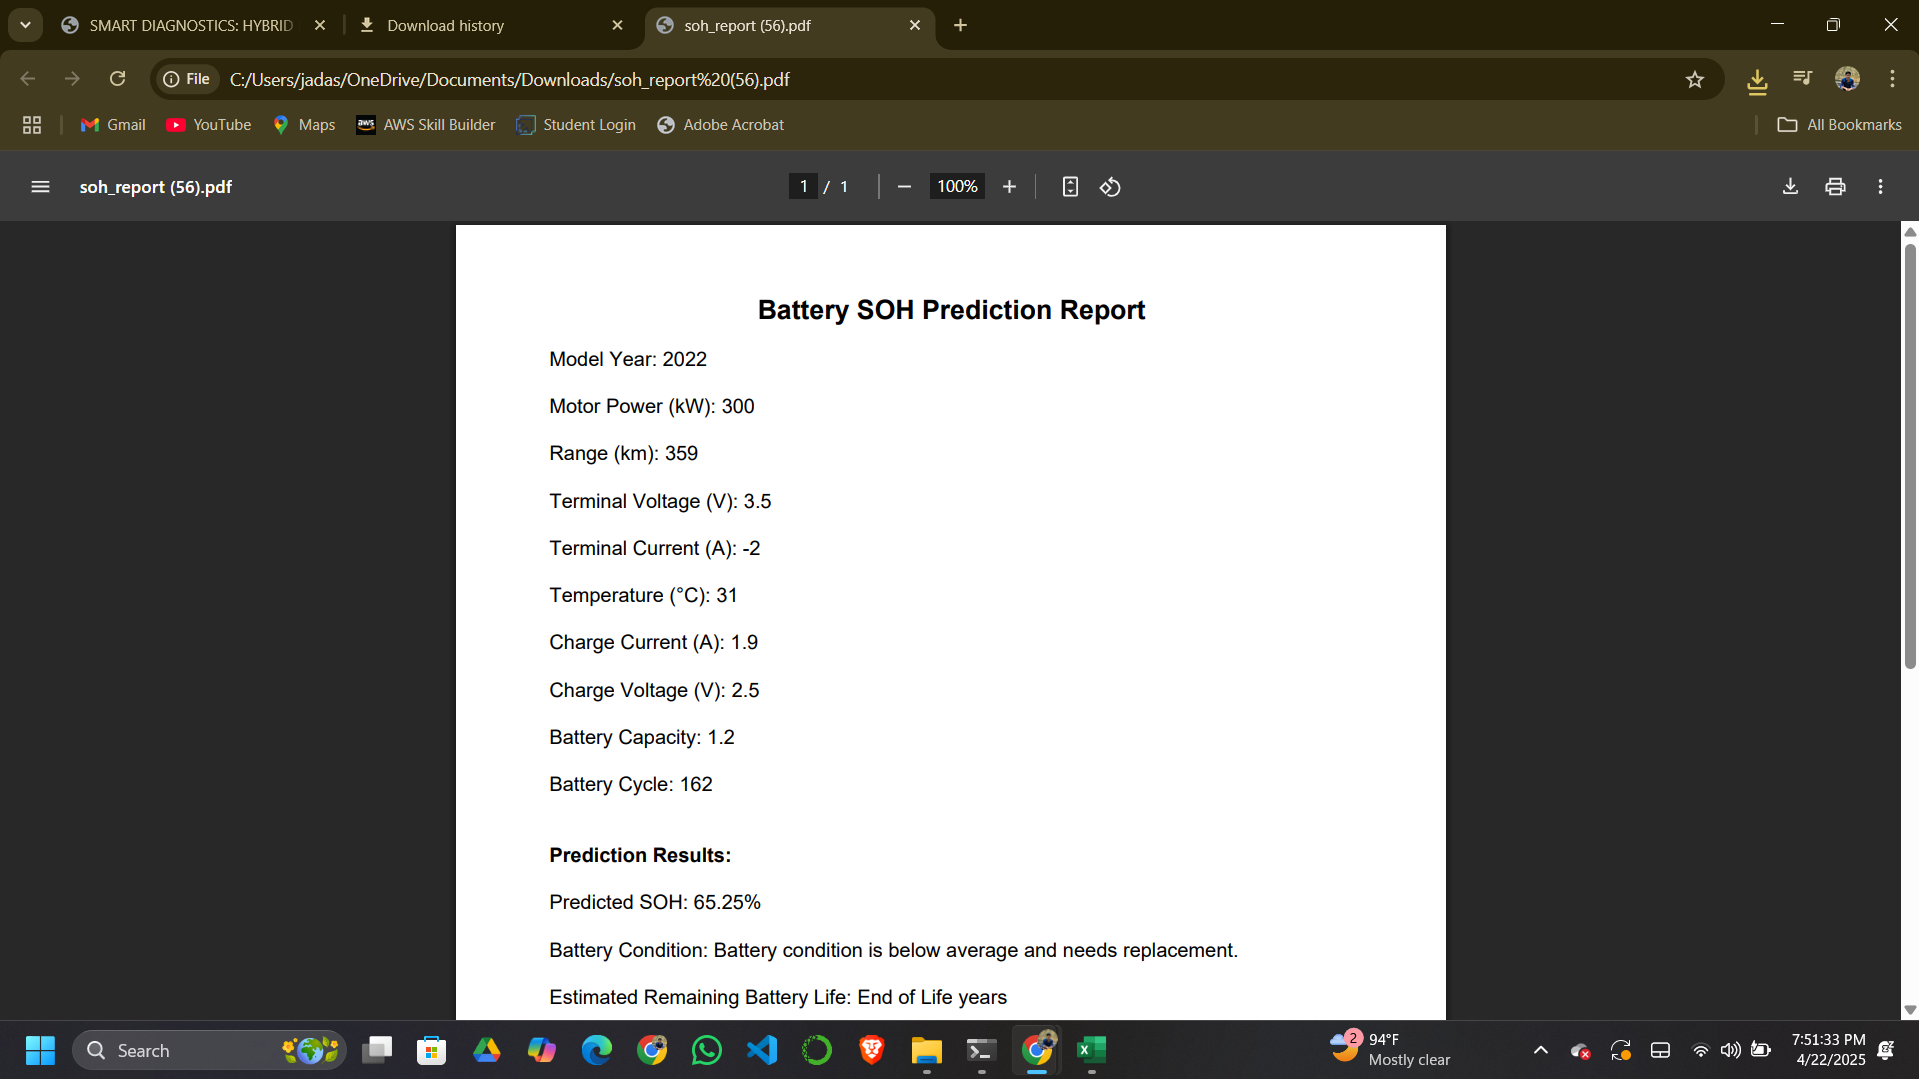 SMART DIAGNOSTICS: HYBRID
Download history
soh_report (56).pdf
File
C:/Users/jadas/OneDrive/Documents/Downloads/soh_report%20(56).pdf
Gmail
YouTube
Maps
aws
AWS Skill Builder
Student Login
Adobe Acrobat
All Bookmarks
soh_report (56).pdf
1 / 1
100%
Battery SOH Prediction Report
Model Year: 2022
Motor Power (kW): 300
Range (km): 359
Terminal Voltage (V): 3.5
Terminal Current (A): -2
Temperature (°C): 31
Charge Current (A): 1.9
Charge Voltage (V): 2.5
Battery Capacity: 1.2
Battery Cycle: 162
Prediction Results:
Predicted SOH: 65.25%
Battery Condition: Battery condition is below average and needs replacement.
Estimated Remaining Battery Life: End of Life years
Search
2
94°F
Mostly clear
7:51:33 PM
4/22/2025